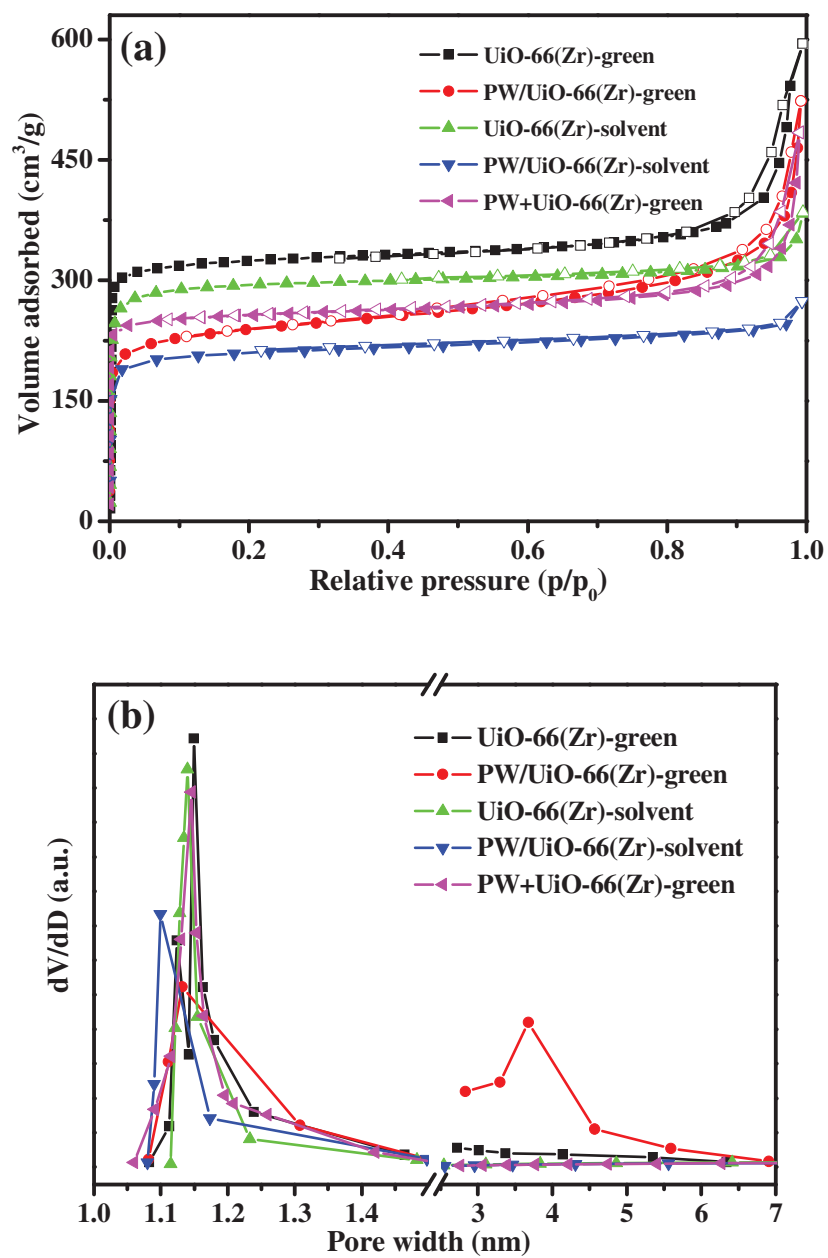 (a)
UiO-66(Zr)-green
PW/UiO-66(Zr)-green
UiO-66(Zr)-solvent
PW/UiO-66(Zr)-solvent
PW+UiO-66(Zr)-green
Volume adsorbed (cm³/g)
600
450
300
150
0
0.0 0.2 0.4 0.6 0.8 1.0
Relative pressure (p/p₀)
(b)
UiO-66(Zr)-green
PW/UiO-66(Zr)-green
UiO-66(Zr)-solvent
PW/UiO-66(Zr)-solvent
PW+UiO-66(Zr)-green
dV/dD (a.u.)
1.0 1.1 1.2 1.3 1.4 3 4 5 6 7
Pore width (nm)